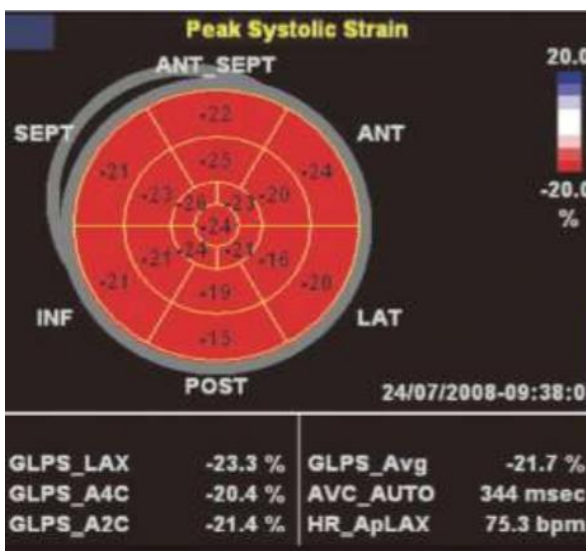 Peak Systolic Strain
ANT_SEPT
20.0
SEPT
ANT
-22
-21
-24
-25
-23
-20
-20.0
%
-26
-23
-24
-24
-21
-21
-16
-21
-19
INF
LAT
-15
POST
24/07/2008-09:38:0
GLPS_LAX -23.3 % GLPS_Avg -21.7 %
GLPS_A4C -20.4 % AVC_AUTO 344 msec
GLPS_A2C -21.4 % HR_ApLAX 75.3 bpm